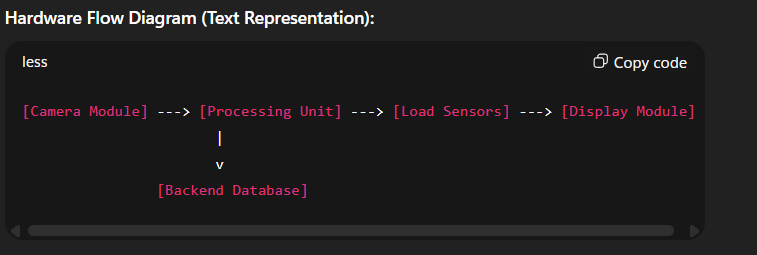 Hardware Flow Diagram (Text Representation):
less Copy code
[Camera Module] ---> [Processing Unit] ---> [Load Sensors] ---> [Display Module]
|
v
[Backend Database]